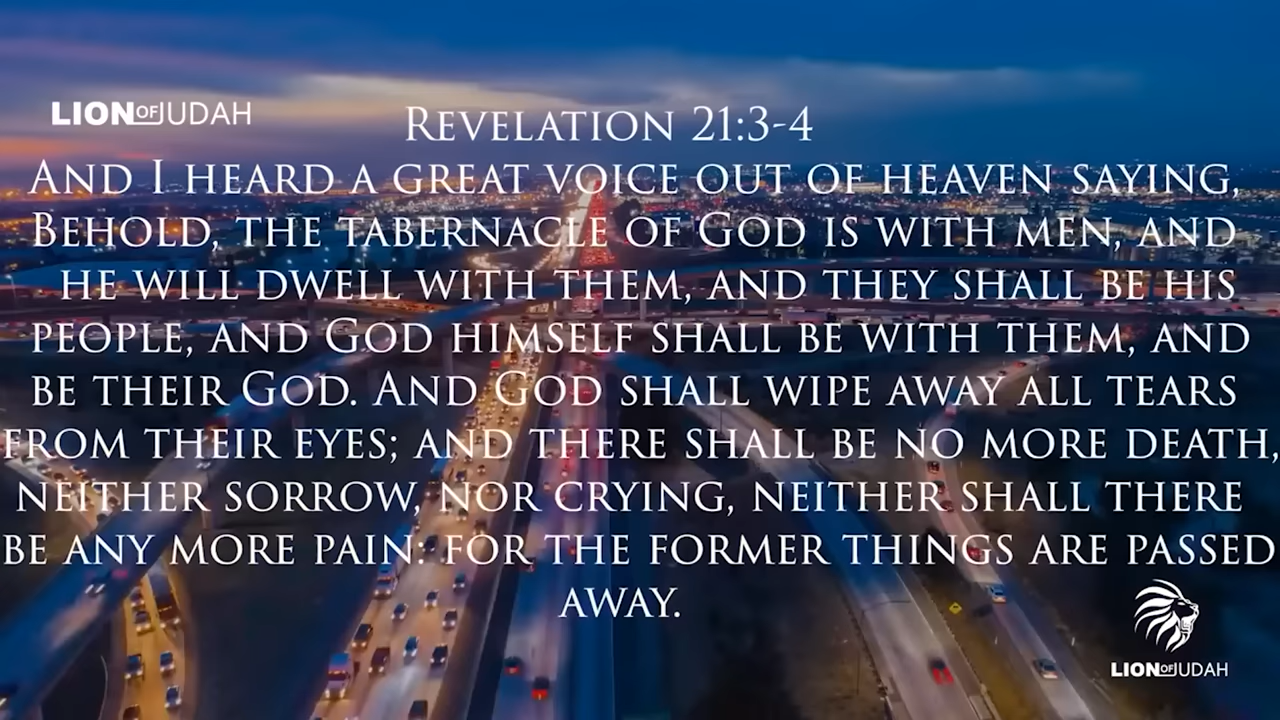 LION OF JUDAH
REVELATION 21:3-4
AND I HEARD A GREAT VOICE OUT OF HEAVEN SAYING,
BEHOLD, THE TABERNACLE OF GOD IS WITH MEN, AND
HE WILL DWELL WITH THEM, AND THEY SHALL BE HIS
PEOPLE, AND GOD HIMSELF SHALL BE WITH THEM, AND
BE THEIR GOD. AND GOD SHALL WIPE AWAY ALL TEARS
FROM THEIR EYES; AND THERE SHALL BE NO MORE DEATH,
NEITHER SORROW, NOR CRYING, NEITHER SHALL THERE
BE ANY MORE PAIN: FOR THE FORMER THINGS ARE PASSED
AWAY.
LION OF JUDAH